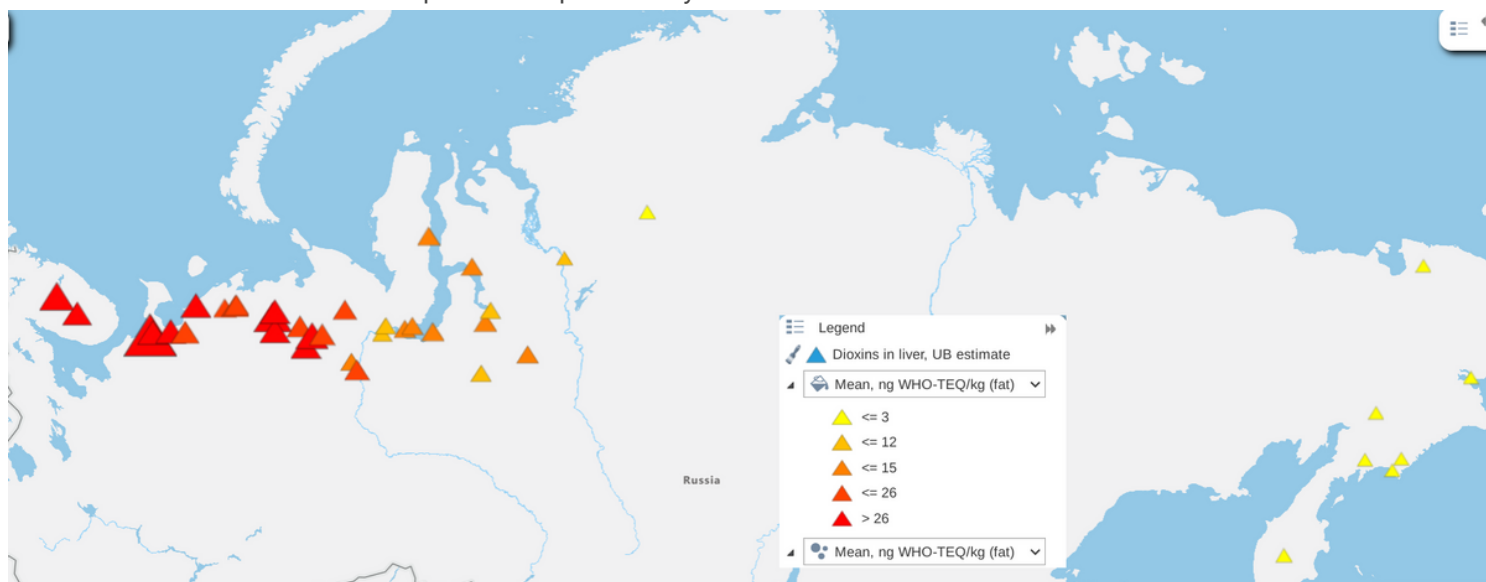 Legend
Dioxins in liver, UB estimate
Mean, ng WHO-TEQ/kg (fat)
<= 3
<= 12
<= 15
Russia
<= 26
> 26
Mean, ng WHO-TEQ/kg (fat)